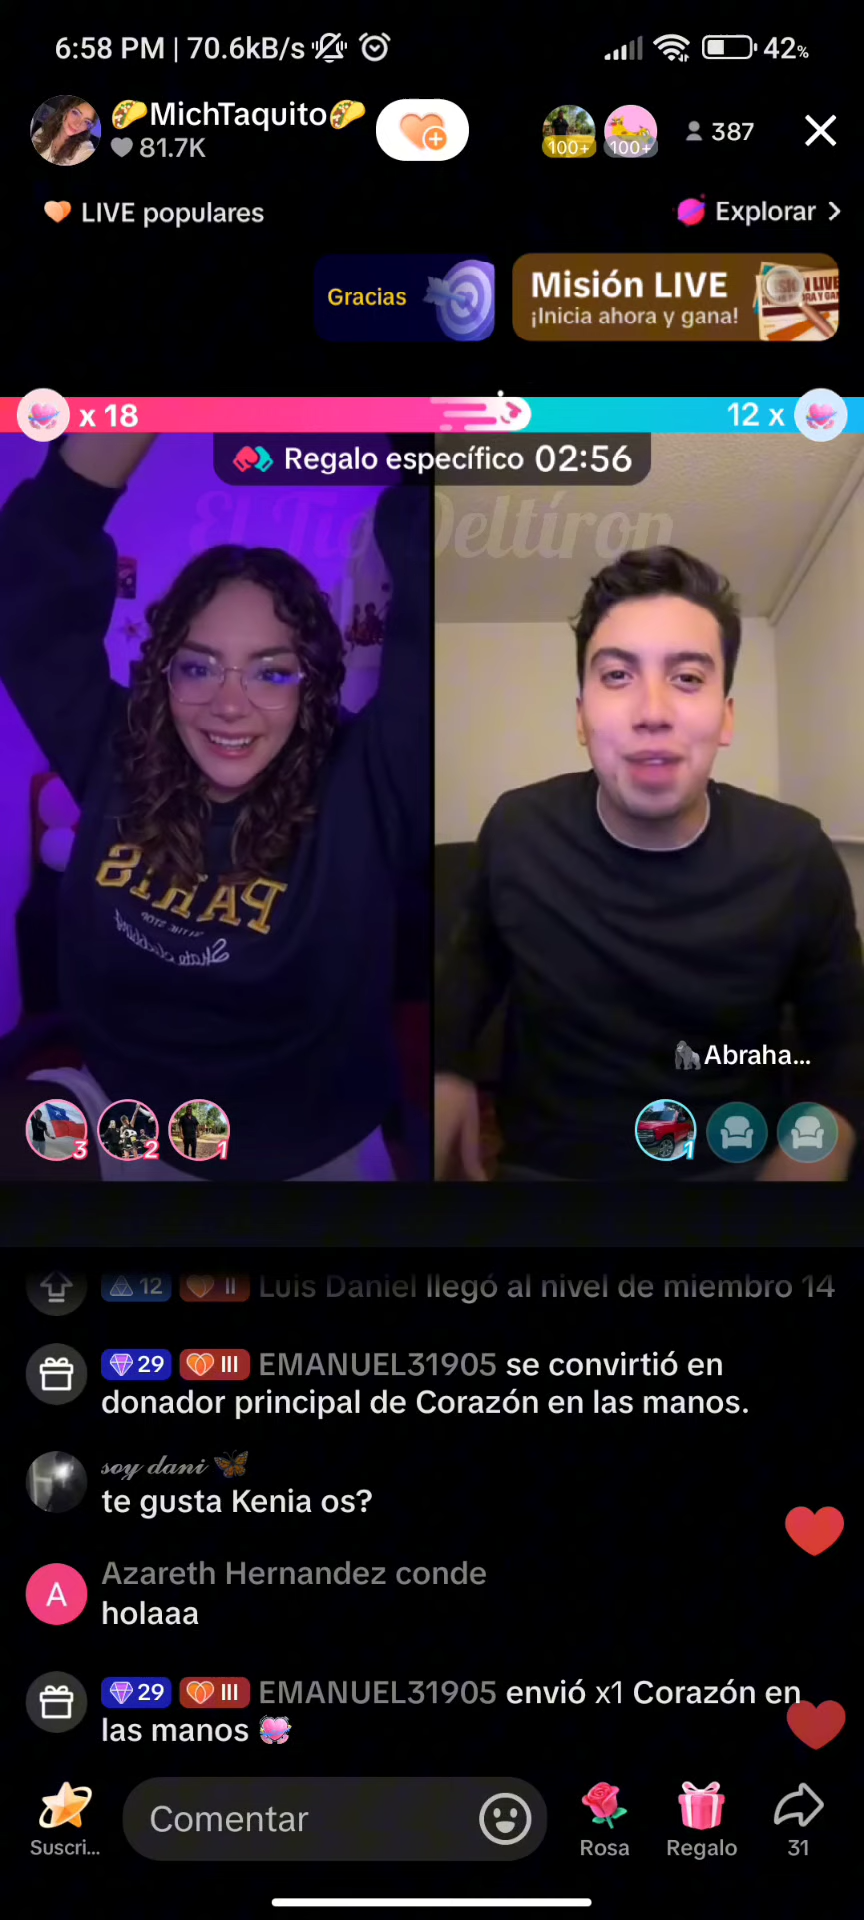 6:58 PM | 70.6kB/s
42%
🌮MichTaquito🌮
81.7K
100+
100+
387
LIVE populares
Explorar >
Gracias
Misión LIVE
¡Inicia ahora y gana!
x 18
12 x
Regalo específico 02:56
El Tio Deltíron
PARIS
Abraha...
3
2
1
1
12 II Luis Daniel llegó al nivel de miembro 14
29 III EMANUEL31905 se convirtió en
donador principal de Corazón en las manos.
soy dani 🦋
te gusta Kenia os?
A
Azareth Hernandez conde
holaaa
29 III EMANUEL31905 envió x1 Corazón en
las manos
Comentar
Suscri...
Rosa
Regalo
31